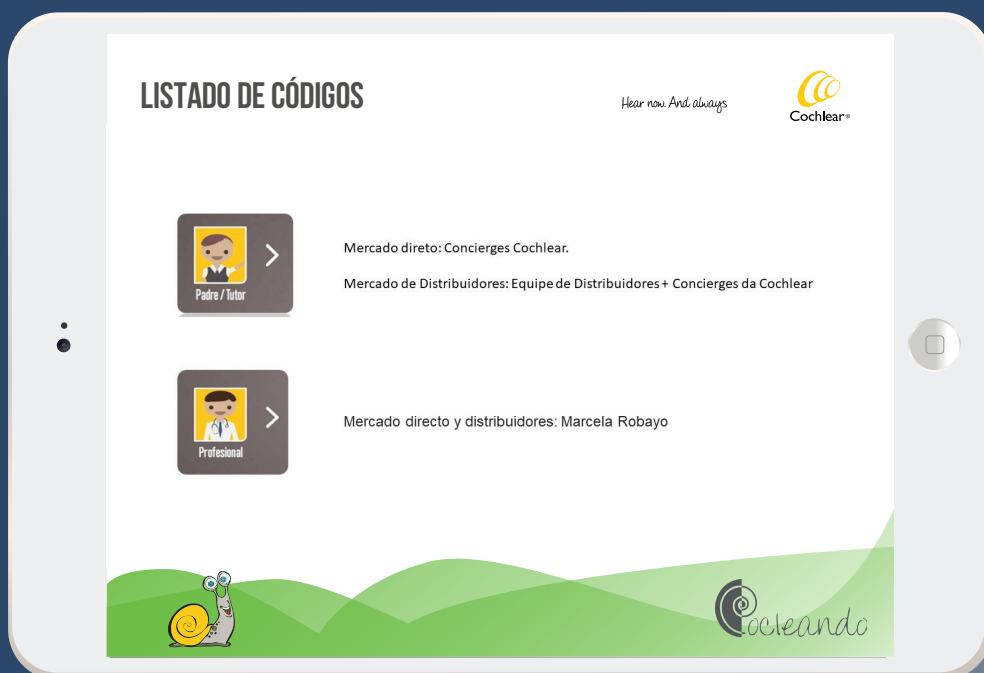 LISTADO DE CÓDIGOS
Hear now. And always
Cochlear®
Padre / Tutor
Mercado direto: Concierges Cochlear.
Mercado de Distribuidores: Equipe de Distribuidores + Concierges da Cochlear
Profesional
Mercado directo y distribuidores: Marcela Robayo
Cocleando